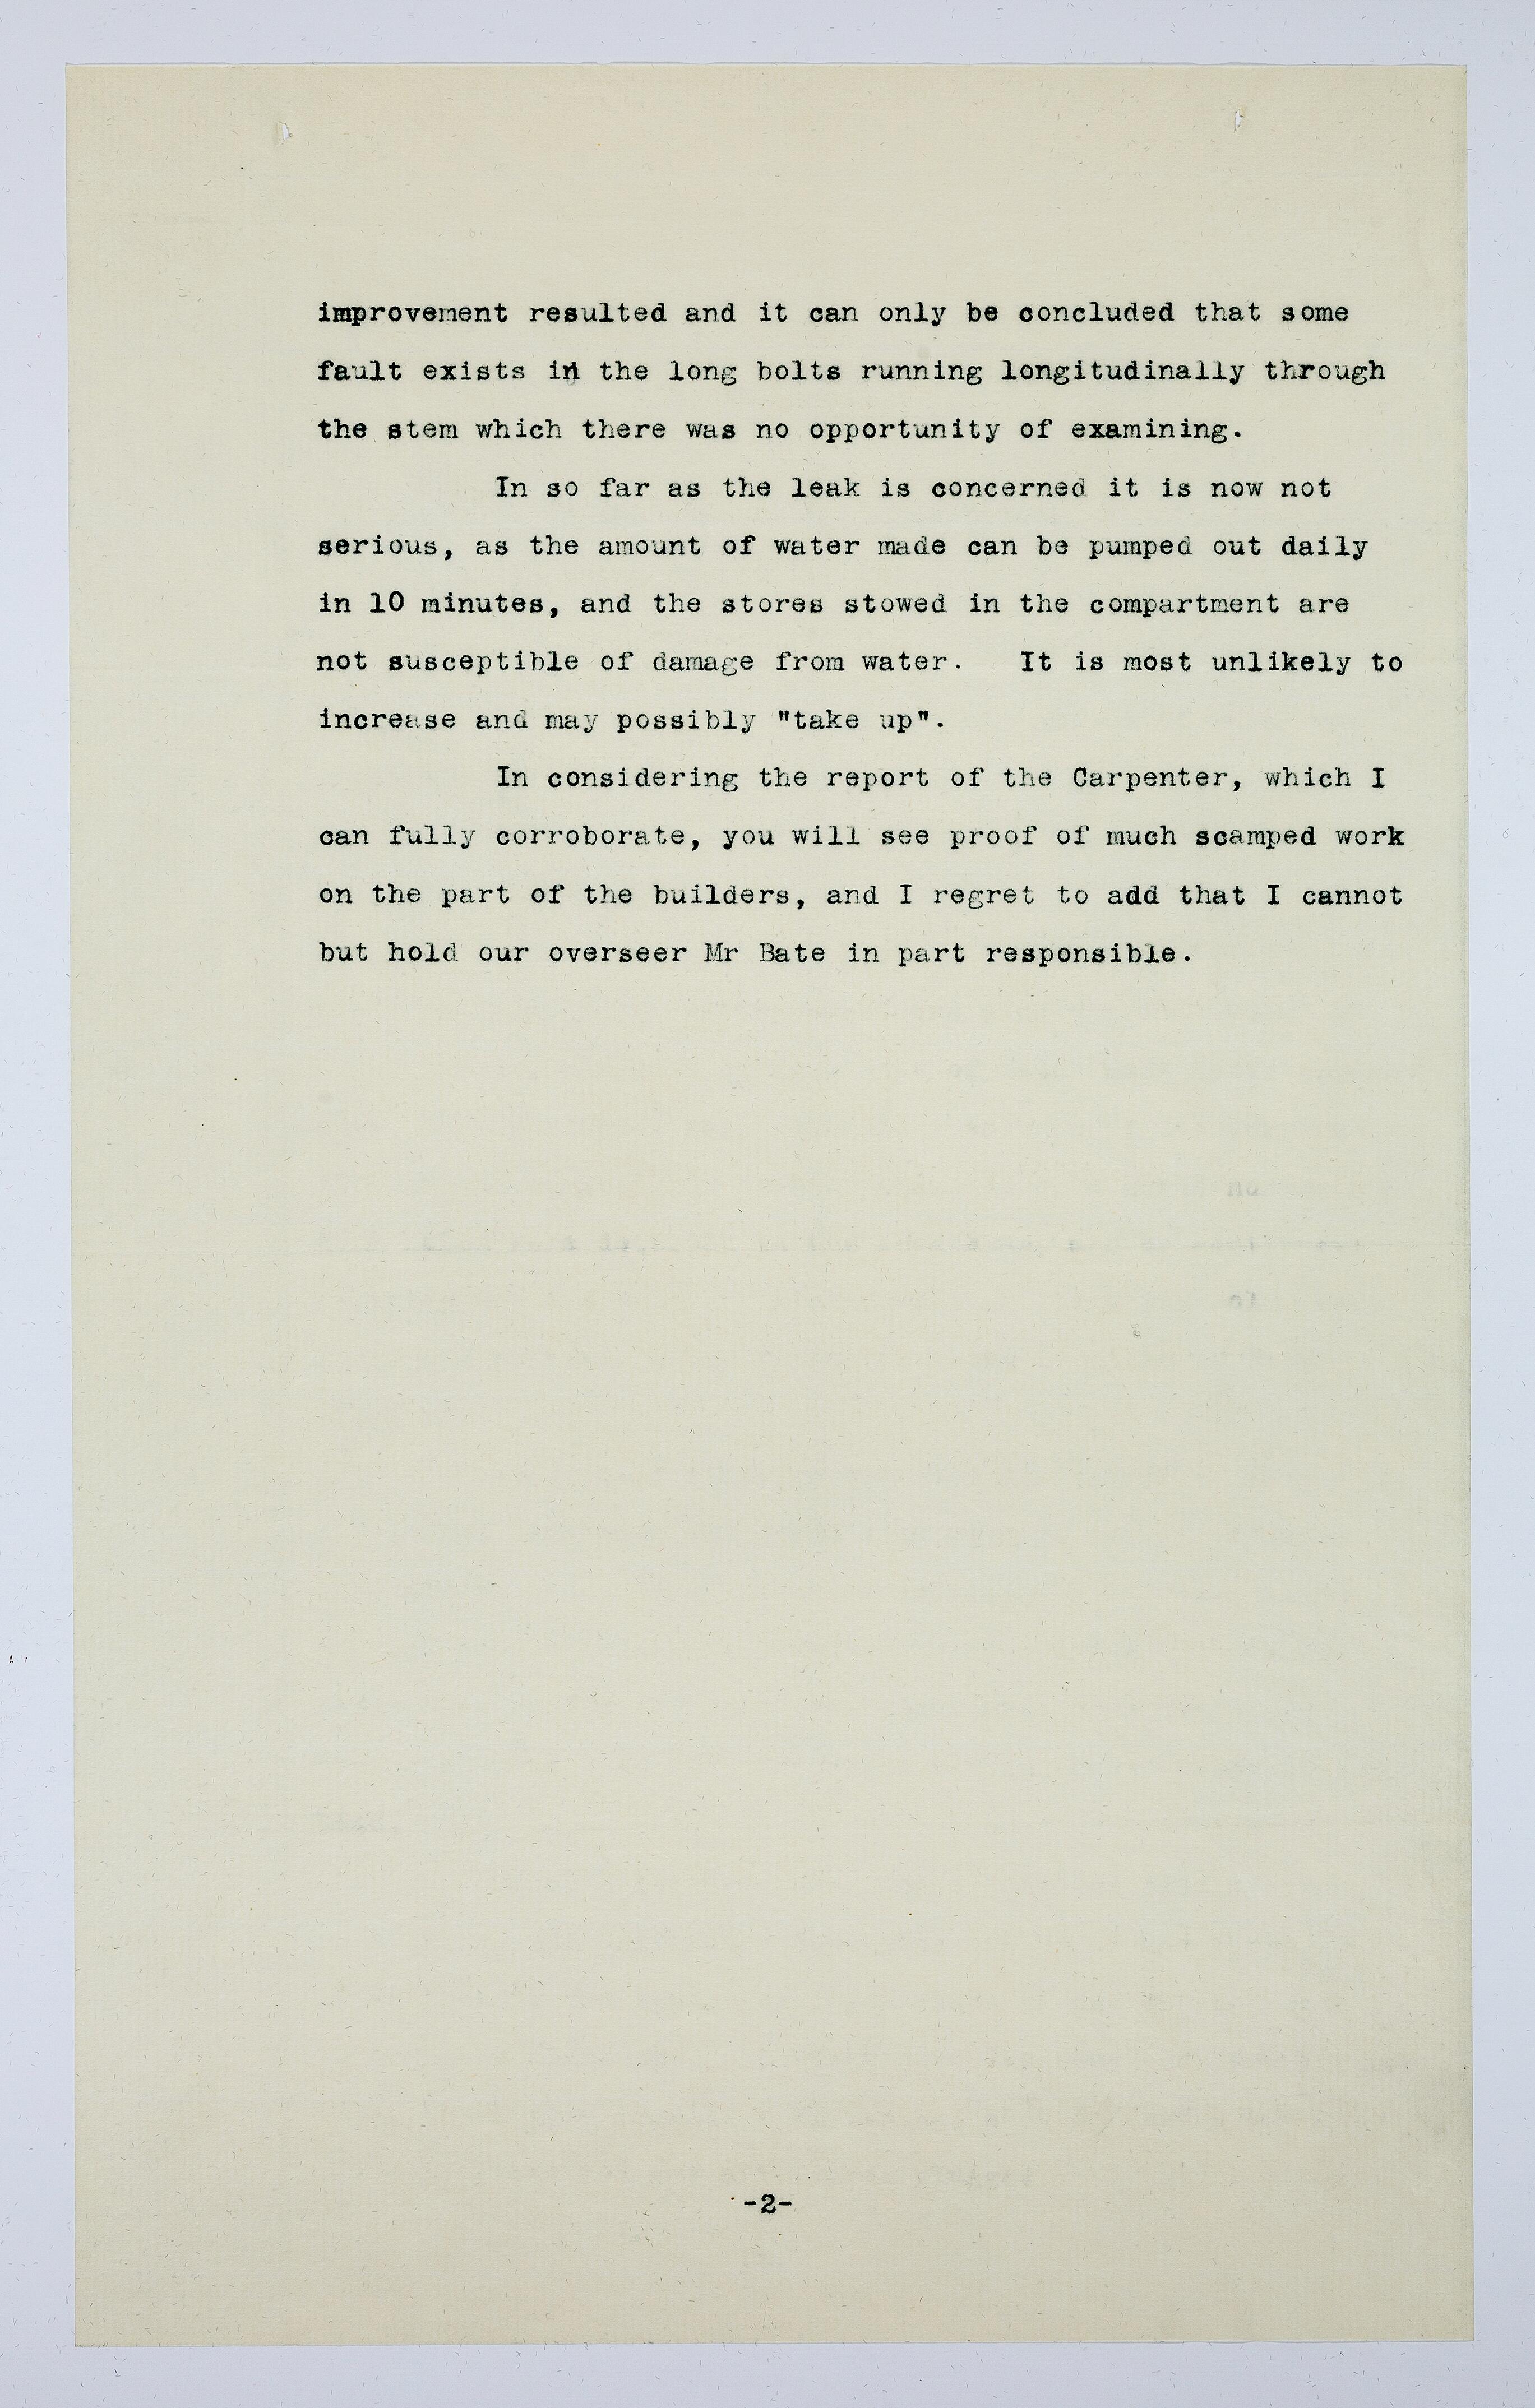 improvement resulted and it can only be concluded that some
fault exists in the long bolts running longitudinally through
the stem which there was no opportunity of examining.
In so far as the leak is concerned it is now not
serious, as the amount of water made can be pumped out daily
in 10 minutes, and the stores stowed in the compartment are
not susceptible of damage from water. It is most unlikely to
increase and may possibly "take up".
In considering the report of the Carpenter, which I
can fully corroborate, you will see proof of much scamped work
on the part of the builders, and I regret to add that I cannot
but hold our overseer Mr Bate in part responsible.
-2-